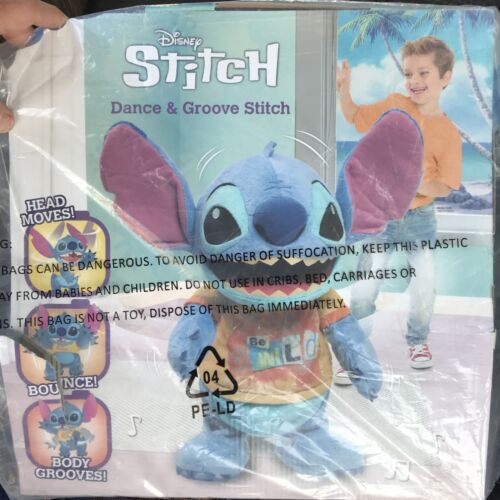 Disney
Stitch
Dance & Groove Stitch
HEAD
MOVES!
G:
BAGS CAN BE DANGEROUS. TO AVOID DANGER OF SUFFOCATION, KEEP THIS PLASTIC
AY FROM BABIES AND CHILDREN. DO NOT USE IN CRIBS, BED, CARRIAGES OR
NS. THIS BAG IS NOT A TOY, DISPOSE OF THIS BAG IMMEDIATELY.
Be
BOUNCE!
04
PE-LD
BODY
GROOVES!